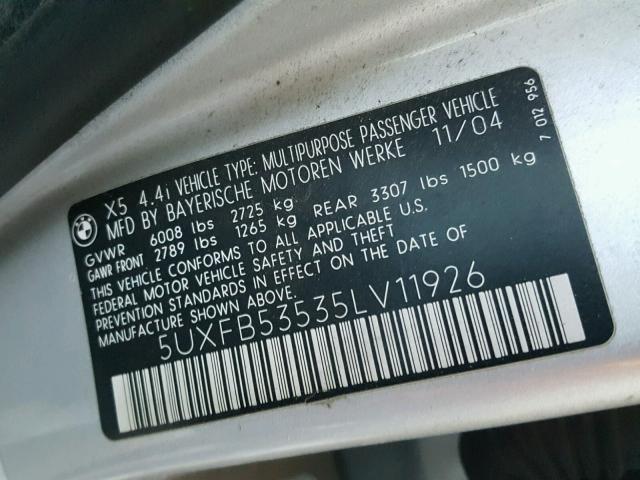 X5 4.4i VEHICLE TYPE: MULTIPURPOSE PASSENGER VEHICLE
MFD BY BAYERISCHE MOTOREN WERKE 11/04
GVWR 6008 lbs 2725 kg
GAWR FRONT 2789 lbs 1265 kg REAR 3307 lbs 1500 kg
THIS VEHICLE CONFORMS TO ALL APPLICABLE U.S.
FEDERAL MOTOR VEHICLE SAFETY AND THEFT
PREVENTION STANDARDS IN EFFECT ON THE DATE OF
MANUFACTURE SHOWN ABOVE.
5UXFB53535LV11926
7 012 956
BMW